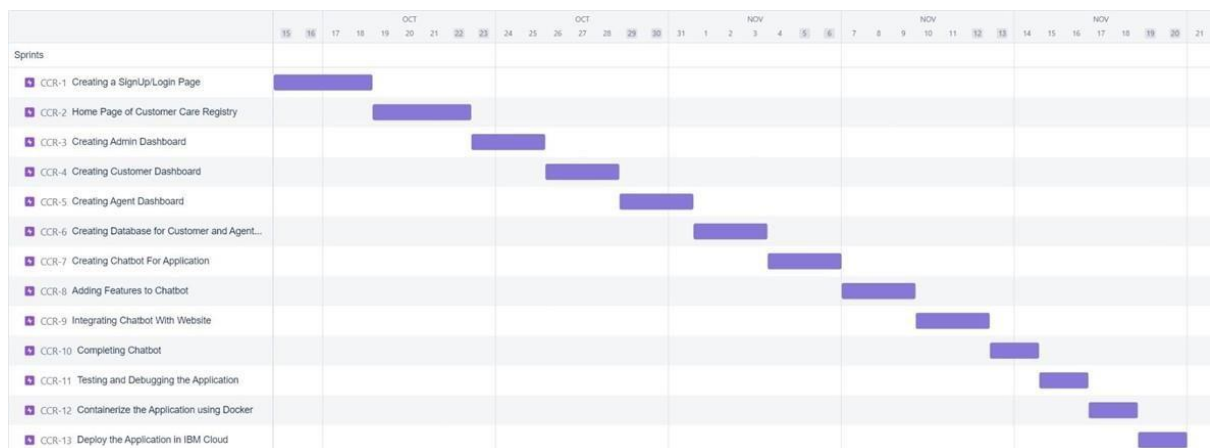 OCT OCT NOV NOV NOV
15 16 17 18 19 20 21 22 23 24 25 26 27 28 29 30 31 1 2 3 4 5 6 7 8 9 10 11 12 13 14 15 16 17 18 19 20 21
Sprints
CCR-1 Creating a SignUp/Login Page
CCR-2 Home Page of Customer Care Registry
CCR-3 Creating Admin Dashboard
CCR-4 Creating Customer Dashboard
CCR-5 Creating Agent Dashboard
CCR-6 Creating Database for Customer and Agent...
CCR-7 Creating Chatbot For Application
CCR-8 Adding Features to Chatbot
CCR-9 Integrating Chatbot With Website
CCR-10 Completing Chatbot
CCR-11 Testing and Debugging the Application
CCR-12 Containerize the Application using Docker
CCR-13 Deploy the Application in IBM Cloud